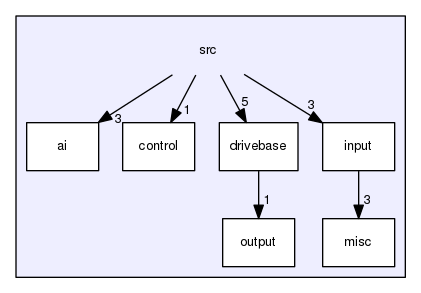 src
3
1
5
3
ai
control
drivebase
input
1
3
output
misc